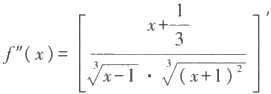 f''(x) = [ (x + 1/3) / (∛(x−1) · ∛((x+1)²)) ]'